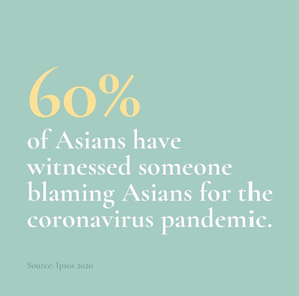 60%
of Asians have
witnessed someone
blaming Asians for the
coronavirus pandemic.
Source: Ipsos 2020